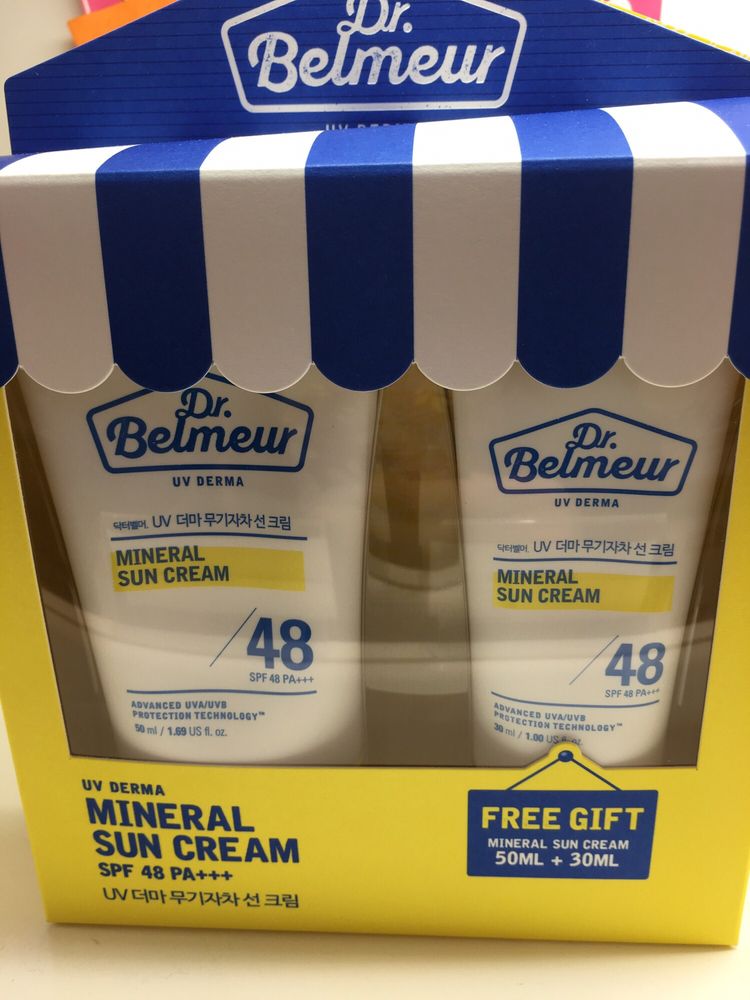 Dr.
Belmeur
UV DERMA
Dr.
Belmeur
UV DERMA
닥터벨머. UV 더마 무기자차 선 크림
MINERAL
SUN CREAM
48
SPF 48 PA+++
ADVANCED UVA/UVB
PROTECTION TECHNOLOGY™
50 ml / 1.69 US fl. oz.
Dr.
Belmeur
UV DERMA
닥터벨머. UV 더마 무기자차 선 크림
MINERAL
SUN CREAM
48
SPF 48 PA+++
ADVANCED UVA/UVB
PROTECTION TECHNOLOGY™
30 ml / 1.00 US fl. oz.
UV DERMA
MINERAL
SUN CREAM
SPF 48 PA+++
UV 더마 무기자차 선 크림
FREE GIFT
MINERAL SUN CREAM
50ML + 30ML